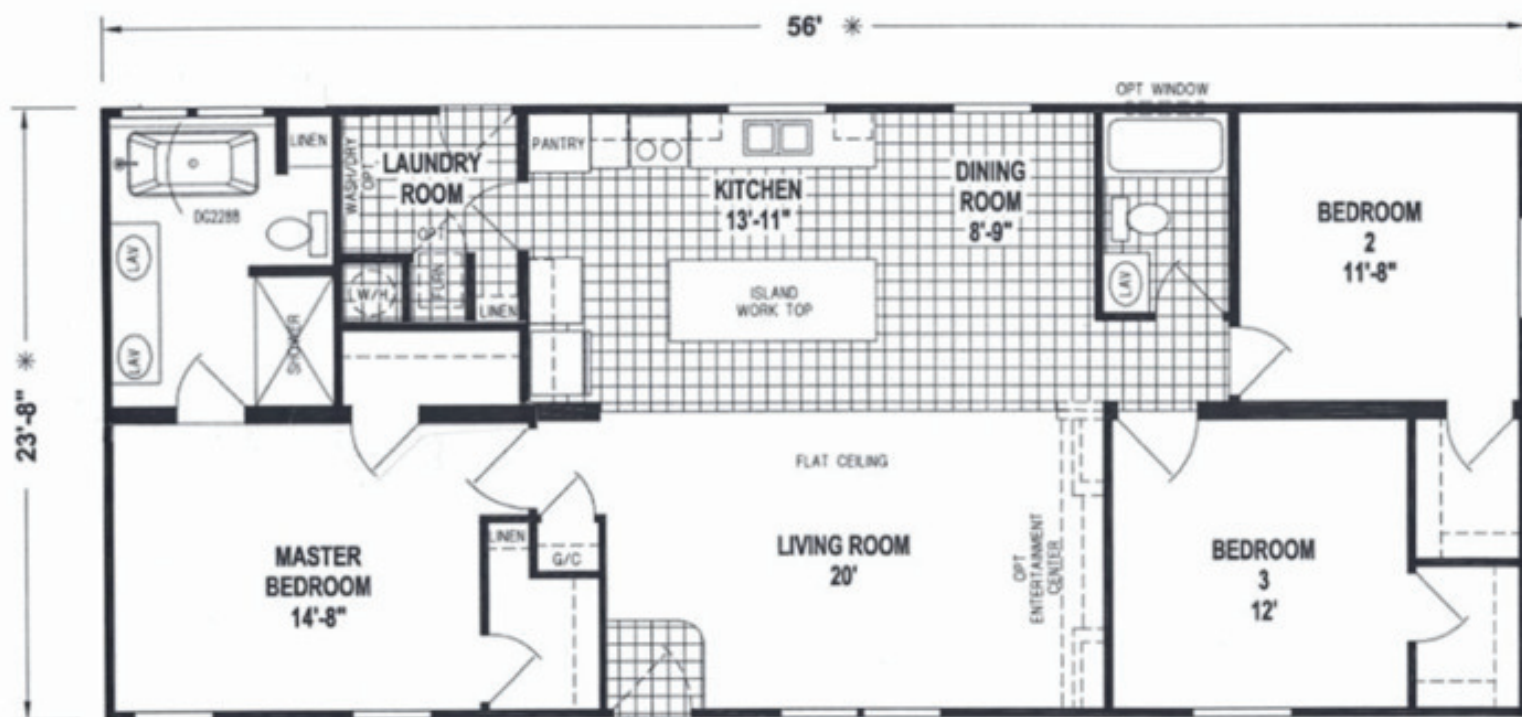 56' ✳
OPT WINDOW
23'-8" ✳
LINEN
DG228B
LAV
LAV
SHOWER
WASH/DRY
OPT
LAUNDRY
ROOM
OPT
W/H
FURN
LINEN
PANTRY
KITCHEN
13'-11"
ISLAND
WORK TOP
DINING
ROOM
8'-9"
LAV
BEDROOM
2
11'-8"
MASTER
BEDROOM
14'-8"
LINEN
G/C
FLAT CEILING
LIVING ROOM
20'
OPT
ENTERTAINMENT
CENTER
BEDROOM
3
12'